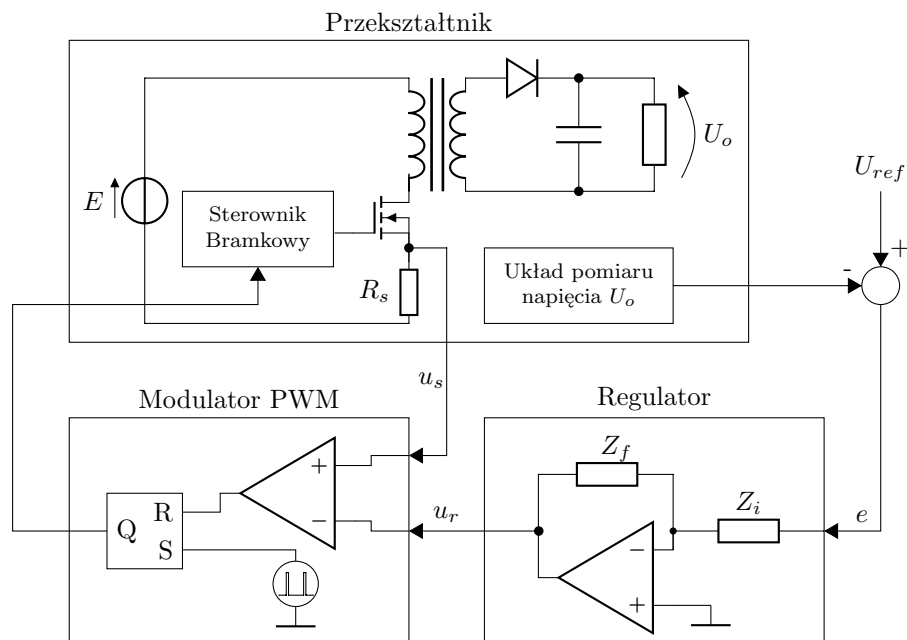 Przekształtnik
E
Sterownik
Bramkowy
R_s
U_o
Układ pomiaru
napięcia U_o
U_ref
+
-
u_s
Modulator PWM
Regulator
+
−
Q
R
S
u_r
Z_f
Z_i
e
−
+